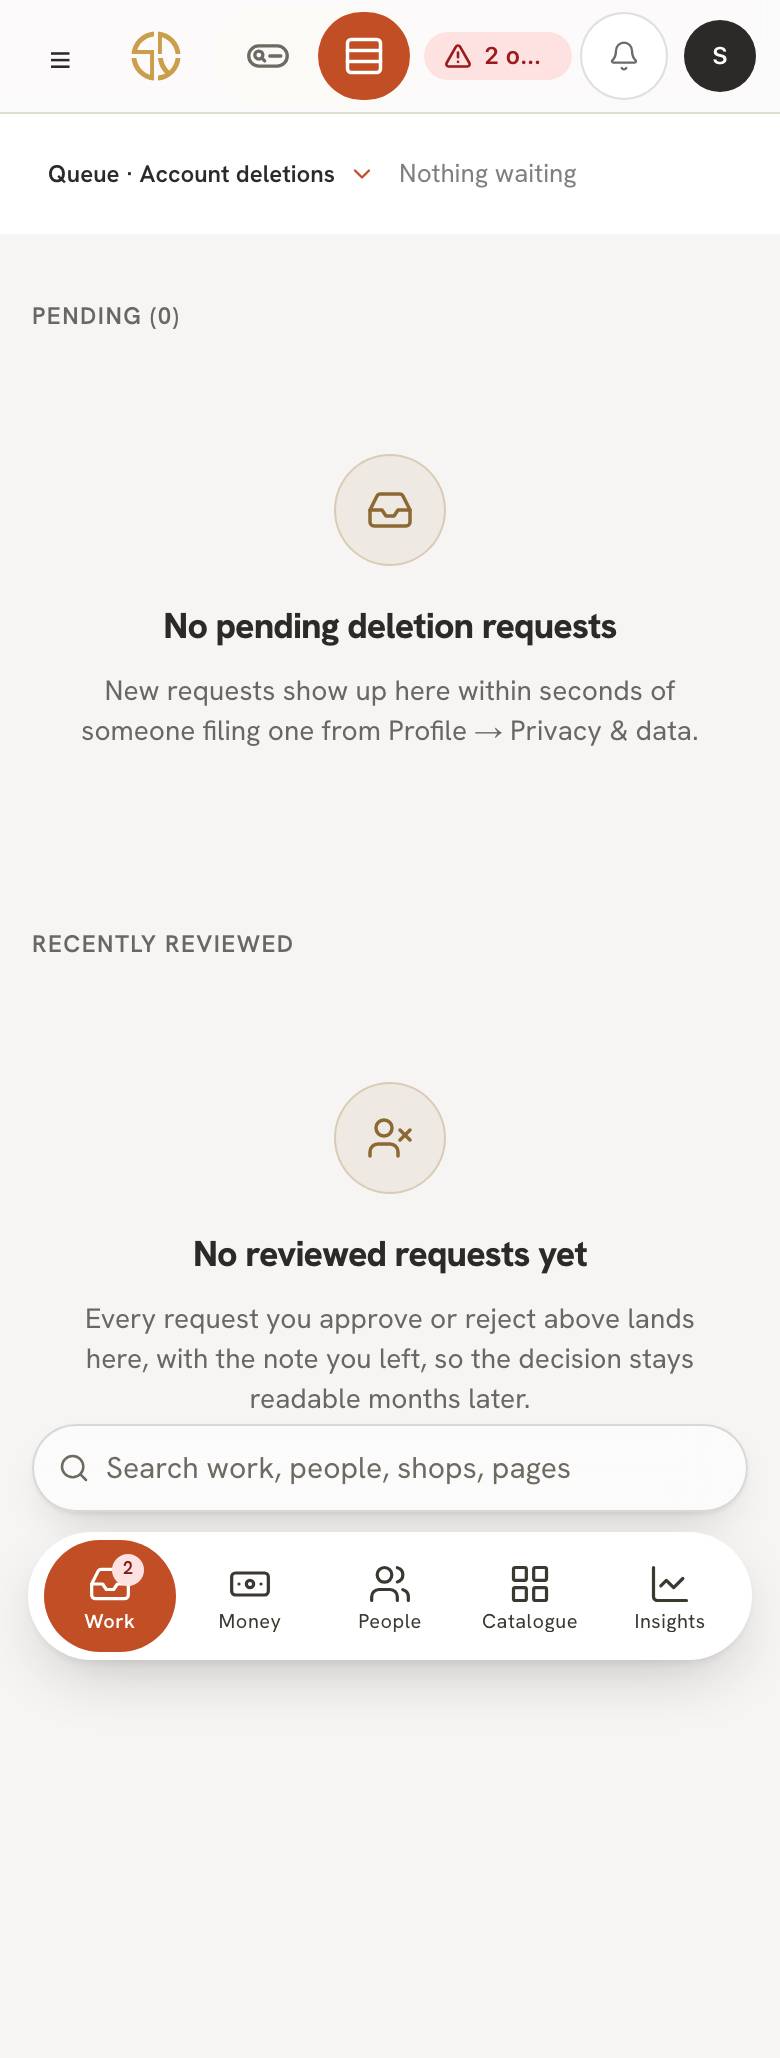 2 o...
S
Queue · Account deletions
Nothing waiting
PENDING (0)
No pending deletion requests
New requests show up here within seconds of
someone filing one from Profile → Privacy & data.
RECENTLY REVIEWED
No reviewed requests yet
Every request you approve or reject above lands
here, with the note you left, so the decision stays
readable months later.
Search work, people, shops, pages
2
Work
Money
People
Catalogue
Insights